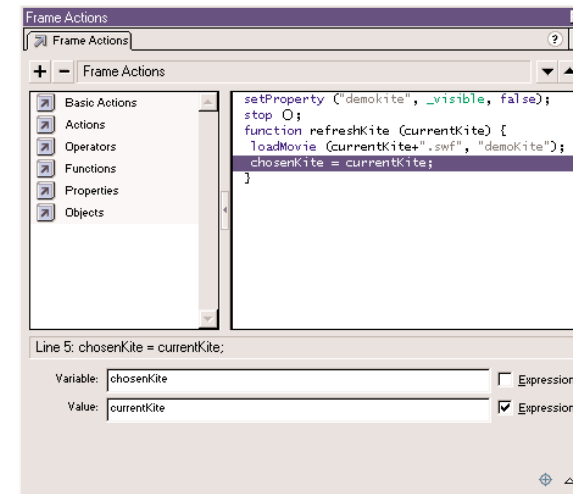 Frame Actions
Frame Actions
?
+ − Frame Actions
Basic Actions
Actions
Operators
Functions
Properties
Objects
setProperty ("demokite", _visible, false);
stop ();
function refreshKite (currentKite) {
loadMovie (currentKite+".swf", "demoKite");
chosenKite = currentKite;
}
Line 5: chosenKite = currentKite;
Variable: chosenKite
Expression
Value: currentKite
Expression